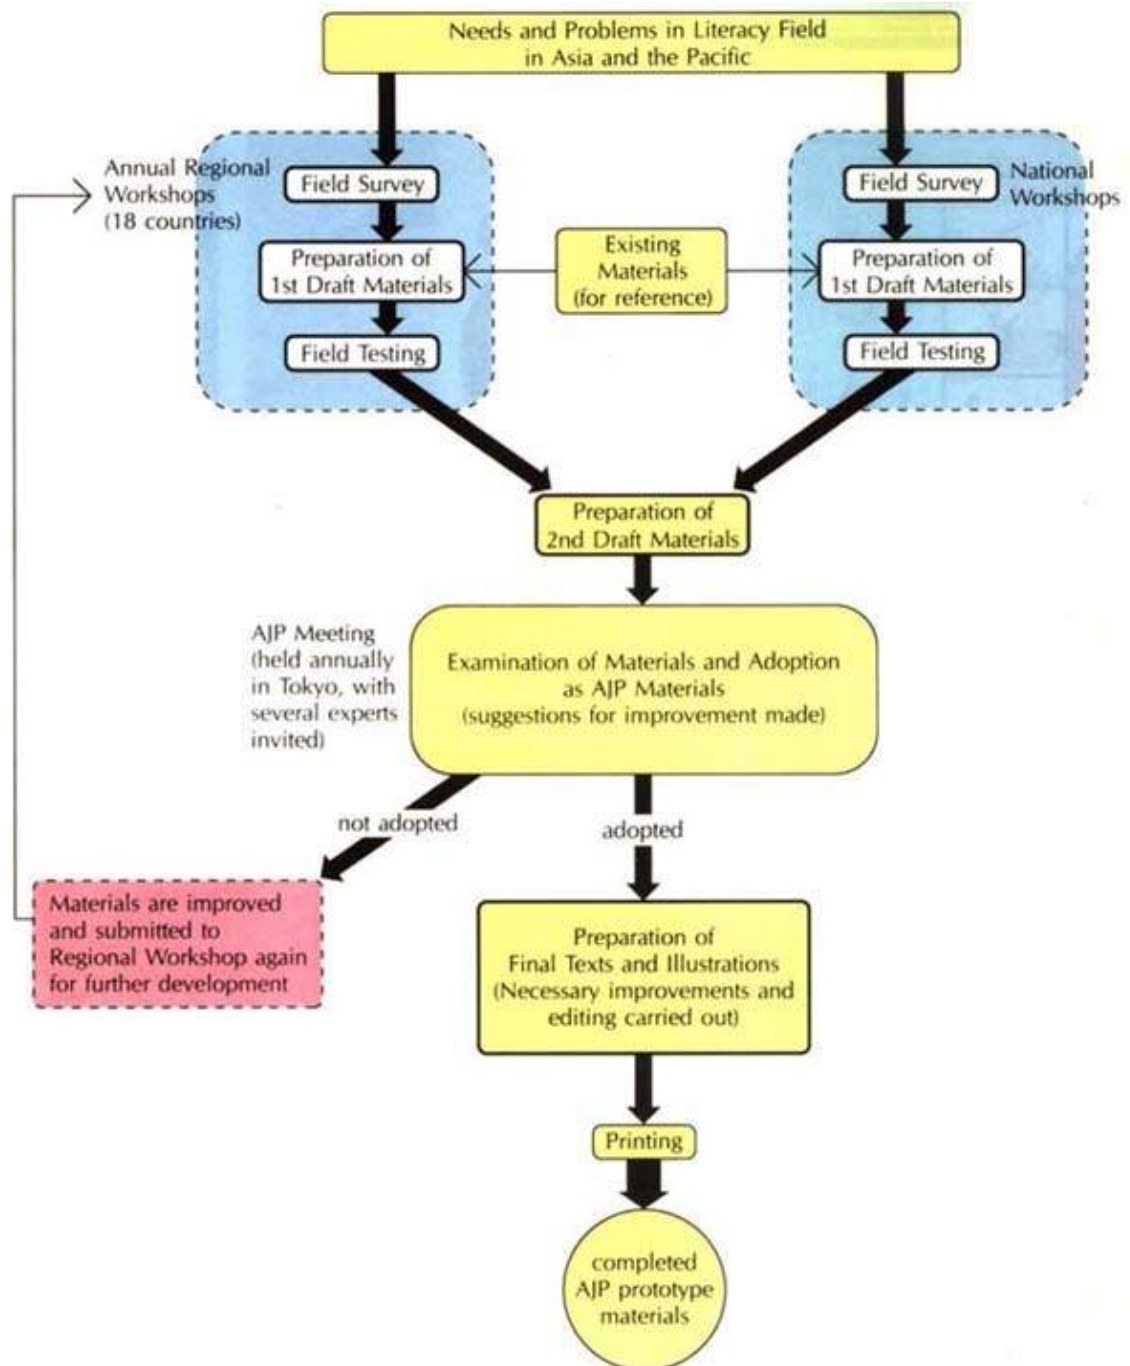 Needs and Problems in Literacy Field
in Asia and the Pacific
Annual Regional
Workshops
(18 countries)
Field Survey
Preparation of
1st Draft Materials
Field Testing
Existing
Materials
(for reference)
National
Workshops
Field Survey
Preparation of
1st Draft Materials
Field Testing
Preparation of
2nd Draft Materials
AJP Meeting
(held annually
in Tokyo, with
several experts
invited)
Examination of Materials and Adoption
as AJP Materials
(suggestions for improvement made)
not adopted
adopted
Materials are improved
and submitted to
Regional Workshop again
for further development
Preparation of
Final Texts and Illustrations
(Necessary improvements and
editing carried out)
Printing
completed
AJP prototype
materials